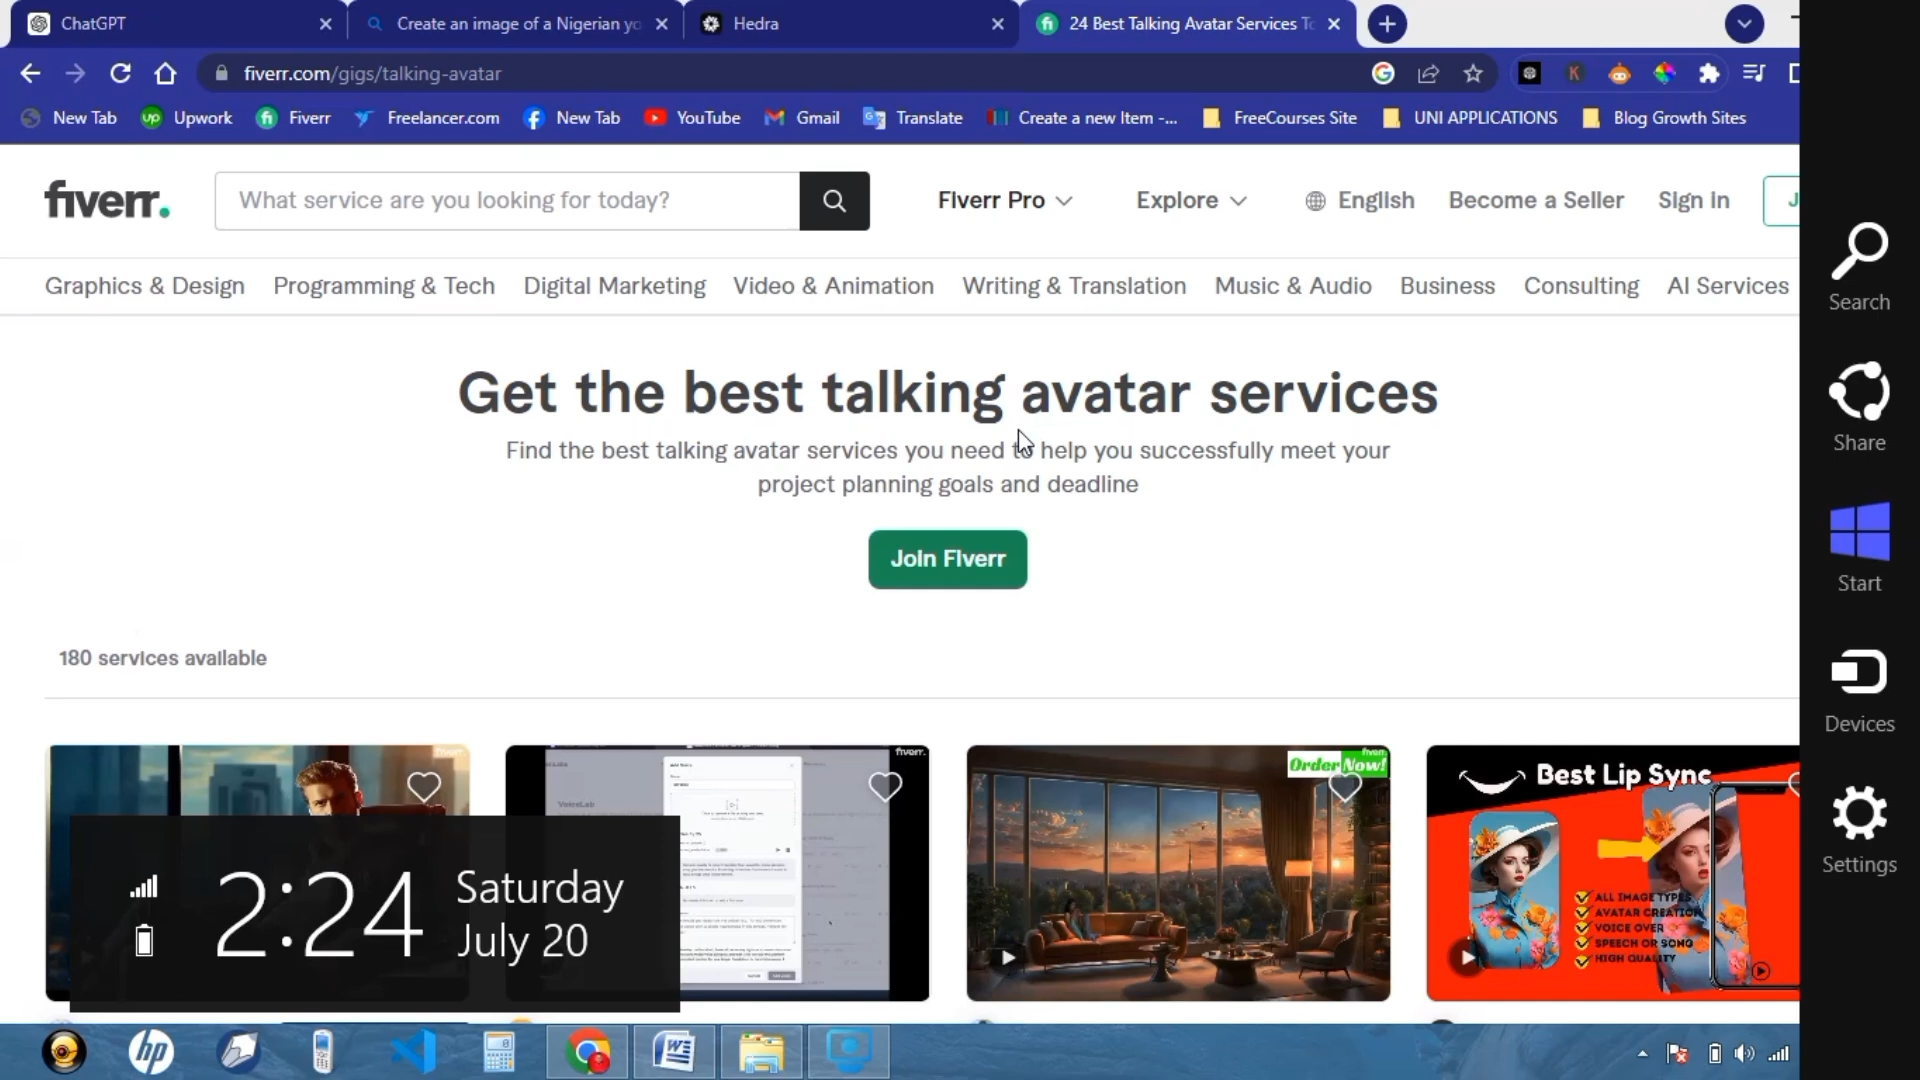 ChatGPT
Create an image of a Nigerian yo
Hedra
24 Best Talking Avatar Services To
fiverr.com/gigs/talking-avatar
New Tab
Upwork
Fiverr
Freelancer.com
New Tab
YouTube
Gmail
Translate
Create a new Item -...
FreeCourses Site
UNI APPLICATIONS
Blog Growth Sites
fiverr.
What service are you looking for today?
Fiverr Pro
Explore
English
Become a Seller
Sign In
J
Graphics & Design
Programming & Tech
Digital Marketing
Video & Animation
Writing & Translation
Music & Audio
Business
Consulting
AI Services
Get the best talking avatar services
Find the best talking avatar services you need to help you successfully meet your
project planning goals and deadline
Join Fiverr
180 services available
fiverr.
fiverr.
VoiceLab
fiverr.
Order Now!
Best Lip Sync
ALL IMAGE TYPES
AVATAR CREATION
VOICE OVER
SPEECH OR SONG
HIGH QUALITY
2:24
Saturday
July 20
Search
Share
Start
Devices
Settings
hp